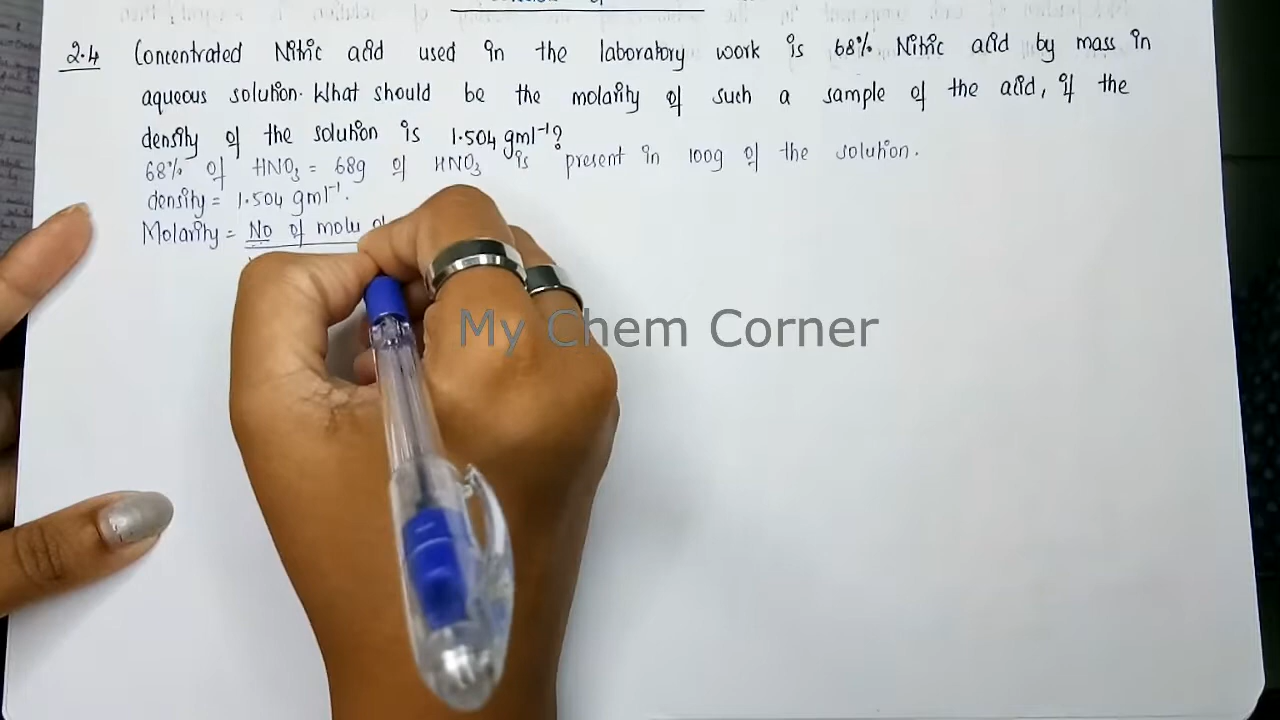 2.4 Concentrated Nitric acid used in the laboratory work is 68% Nitric acid by mass in
aqueous solution. What should be the molarity of such a sample of the acid, if the
density of the solution is 1.504 gml⁻¹?
68% of HNO₃ = 68g of HNO₃ is present in 100g of the solution.
density = 1.504 gml⁻¹.
Molarity = No of mole of
My Chem Corner